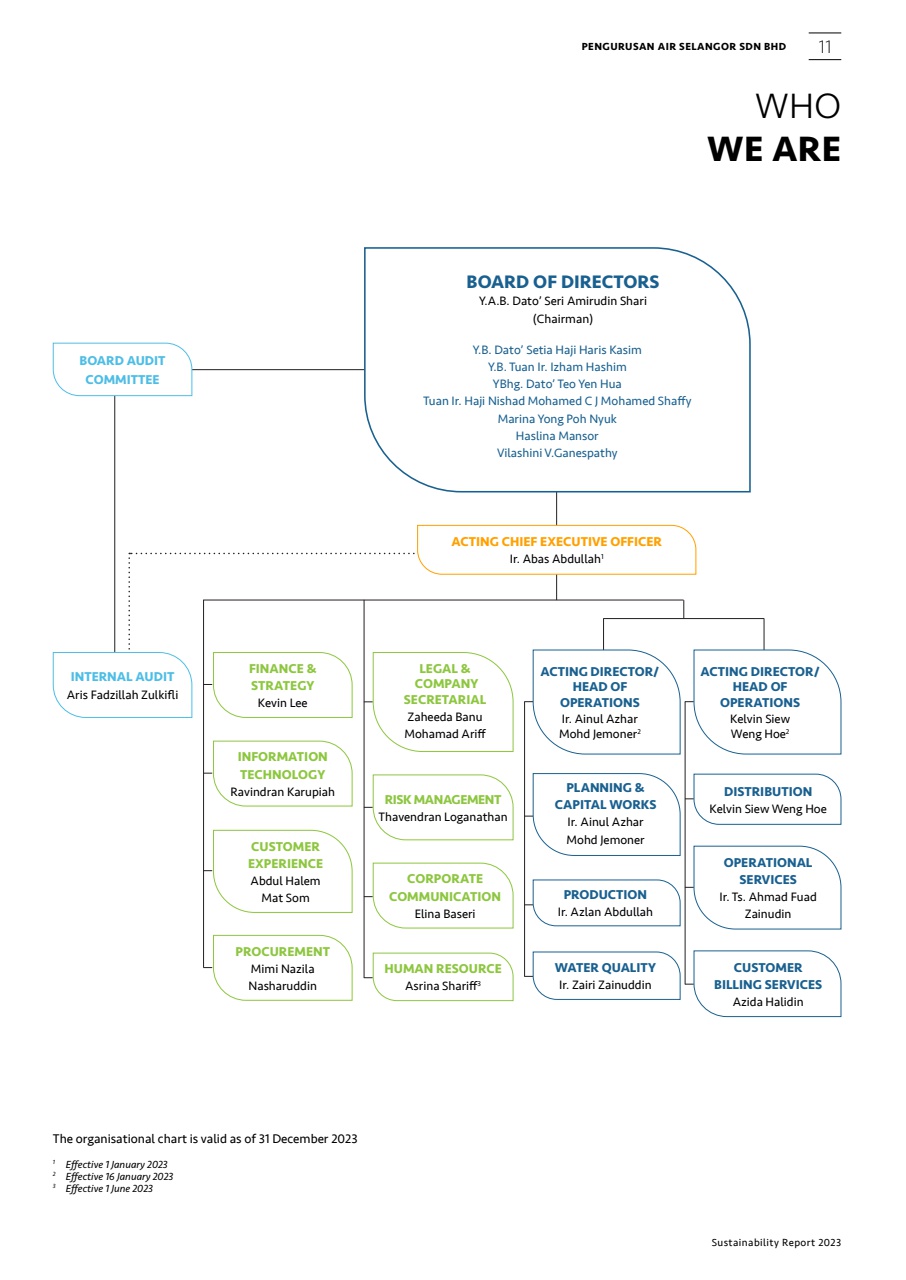 PENGURUSAN AIR SELANGOR SDN BHD
11
WHO
WE ARE
BOARD OF DIRECTORS
Y.A.B. Dato’ Seri Amirudin Shari
(Chairman)
Y.B. Dato’ Setia Haji Haris Kasim
Y.B. Tuan Ir. Izham Hashim
YBhg. Dato’ Teo Yen Hua
Tuan Ir. Haji Nishad Mohamed C J Mohamed Shaffy
Marina Yong Poh Nyuk
Haslina Mansor
Vilashini V.Ganespathy
BOARD AUDIT
COMMITTEE
ACTING CHIEF EXECUTIVE OFFICER
Ir. Abas Abdullah¹
INTERNAL AUDIT
Aris Fadzillah Zulkifli
FINANCE &
STRATEGY
Kevin Lee
INFORMATION
TECHNOLOGY
Ravindran Karupiah
CUSTOMER
EXPERIENCE
Abdul Halem
Mat Som
PROCUREMENT
Mimi Nazila
Nasharuddin
LEGAL &
COMPANY
SECRETARIAL
Zaheeda Banu
Mohamad Ariff
RISK MANAGEMENT
Thavendran Loganathan
CORPORATE
COMMUNICATION
Elina Baseri
HUMAN RESOURCE
Asrina Shariff³
ACTING DIRECTOR/
HEAD OF
OPERATIONS
Ir. Ainul Azhar
Mohd Jemoner²
PLANNING &
CAPITAL WORKS
Ir. Ainul Azhar
Mohd Jemoner
PRODUCTION
Ir. Azlan Abdullah
WATER QUALITY
Ir. Zairi Zainuddin
ACTING DIRECTOR/
HEAD OF
OPERATIONS
Kelvin Siew
Weng Hoe²
DISTRIBUTION
Kelvin Siew Weng Hoe
OPERATIONAL
SERVICES
Ir. Ts. Ahmad Fuad
Zainudin
CUSTOMER
BILLING SERVICES
Azida Halidin
The organisational chart is valid as of 31 December 2023
¹ Effective 1 January 2023
² Effective 16 January 2023
³ Effective 1 June 2023
Sustainability Report 2023